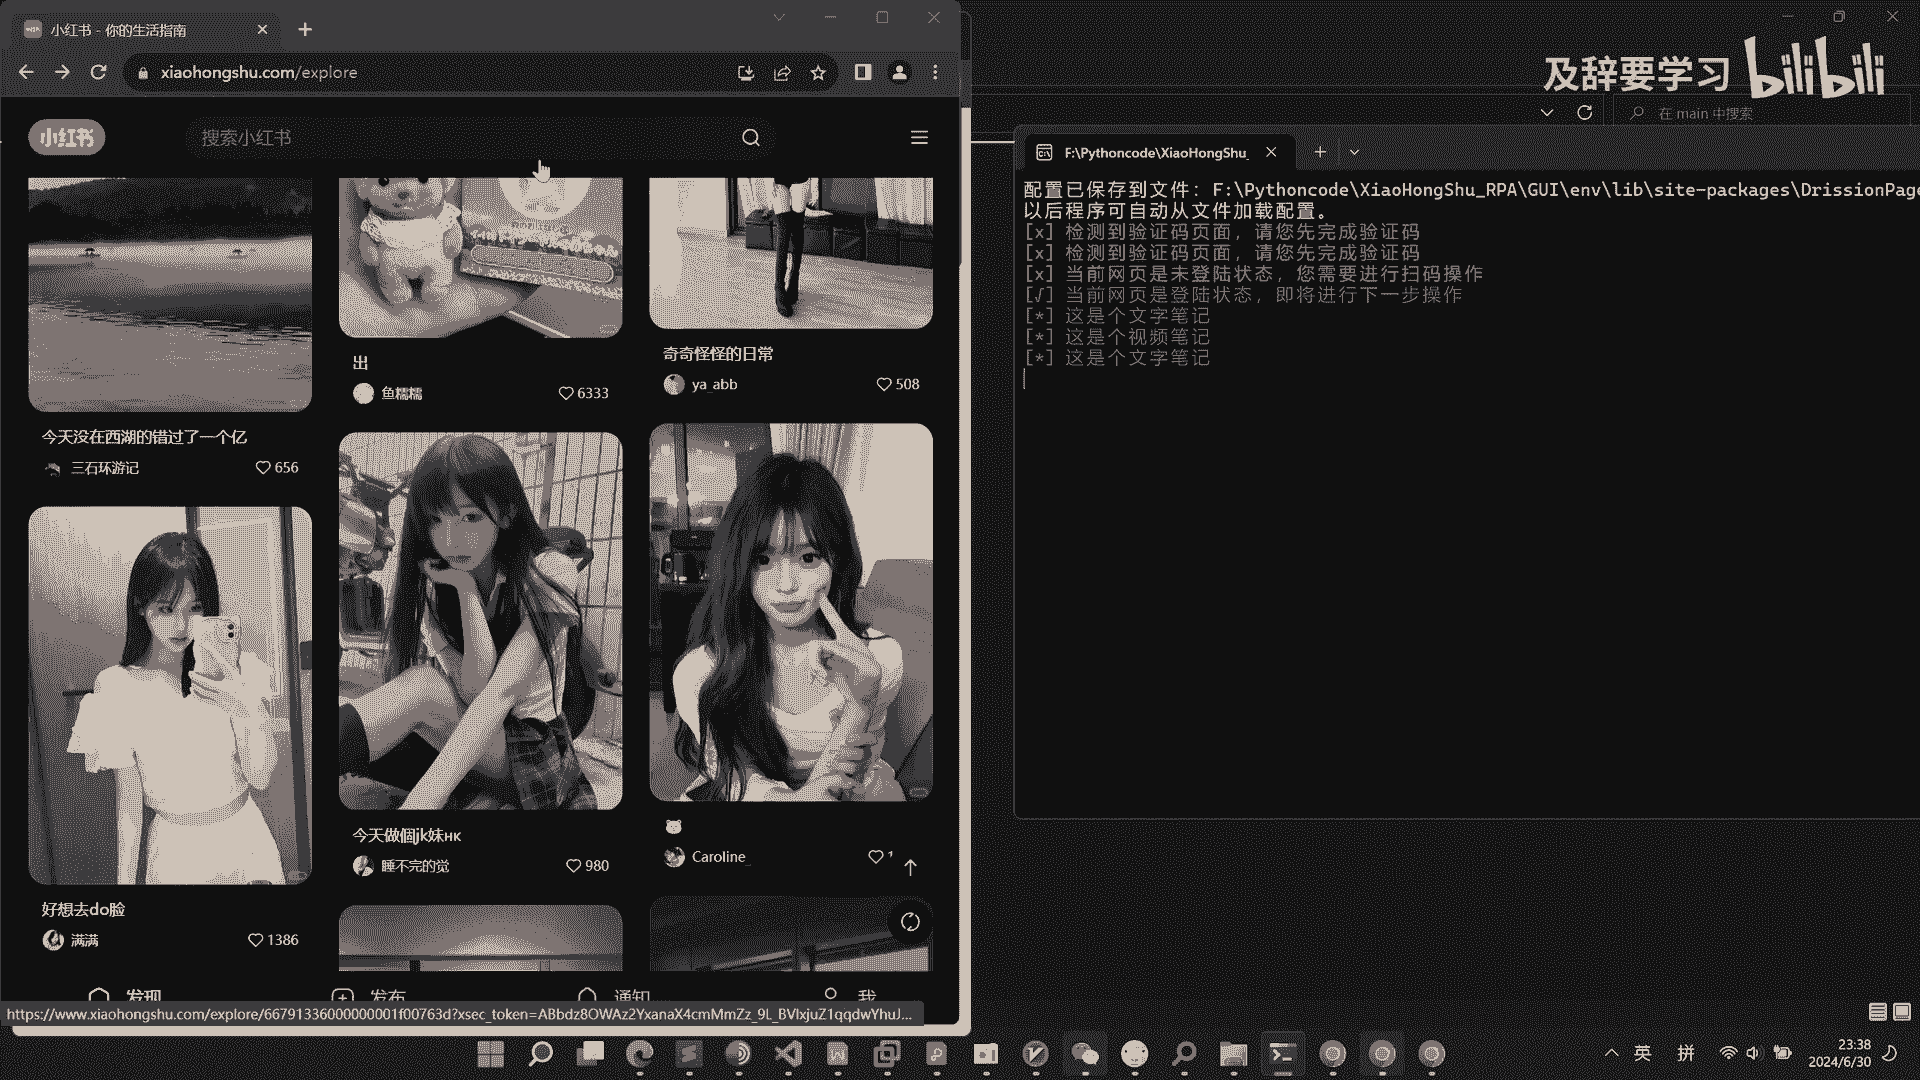 小红书 - 你的生活指南
xiaohongshu.com/explore
及辞要学习 bilibili
在 main 中搜索
小红书
搜索小红书
今天没在西湖的错过了一个亿
三石环游记
656
好想去do脸
满满
1386
出
鱼糯糯
6333
今天做個jk妹HK
睡不完的觉
980
奇奇怪怪的日常
ya_abb
508
Caroline_
发现
发布
通知
我
https://www.xiaohongshu.com/explore/66791336000000001f00763d?xsec_token=ABbdz8OWAz2YxanaX4cmMmZz_9L_BVlxjuZ1qqdwYhuJ...
F:\Pythoncode\XiaoHongShu_
配置已保存到文件：F:\Pythoncode\XiaoHongShu_RPA\GUI\env\lib\site-packages\DrissionPage
以后程序可自动从文件加载配置。
[x] 检测到验证码页面，请您先完成验证码
[x] 检测到验证码页面，请您先完成验证码
[x] 当前网页是未登陆状态，您需要进行扫码操作
[√] 当前网页是登陆状态，即将进行下一步操作
[*] 这是个文字笔记
[*] 这是个视频笔记
[*] 这是个文字笔记
英
拼
23:38
2024/6/30